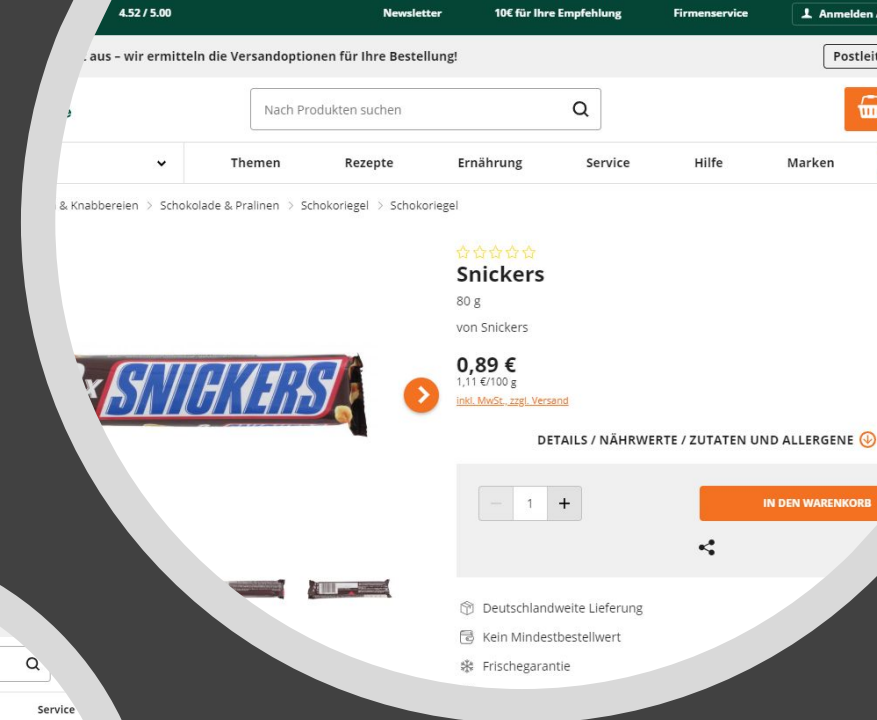 4.52 / 5.00 Newsletter 10€ für Ihre Empfehlung Firmenservice Anmelden
aus – wir ermitteln die Versandoptionen für Ihre Bestellung! Postleit
Nach Produkten suchen
Themen Rezepte Ernährung Service Hilfe Marken
& Knabbereien > Schokolade & Pralinen > Schokoriegel > Schokoriegel
Snickers
80 g
von Snickers
SNICKERS
0,89 €
1,11 €/100 g
inkl. MwSt., zzgl. Versand
DETAILS / NÄHRWERTE / ZUTATEN UND ALLERGENE
1
IN DEN WARENKORB
Deutschlandweite Lieferung
Kein Mindestbestellwert
Frischegarantie
Service